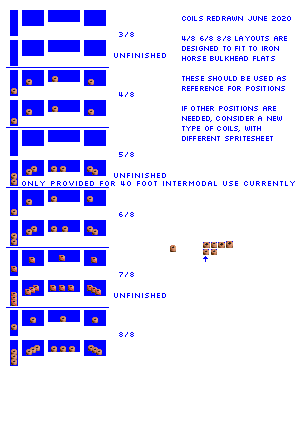 COILS REDRAWN JUNE 2020
3/8
4/8 6/8 8/8 LAYOUTS ARE
DESIGNED TO FIT TO IRON
HORSE BULKHEAD FLATS
UNFINISHED
THESE SHOULD BE USED AS
REFERENCE FOR POSITIONS
4/8
IF OTHER POSITIONS ARE
NEEDED, CONSIDER A NEW
TYPE OF COILS, WITH
DIFFERENT SPRITESHEET
5/8
UNFINISHED
ONLY PROVIDED FOR 40 FOOT INTERMODAL USE CURRENTLY
6/8
7/8
UNFINISHED
8/8